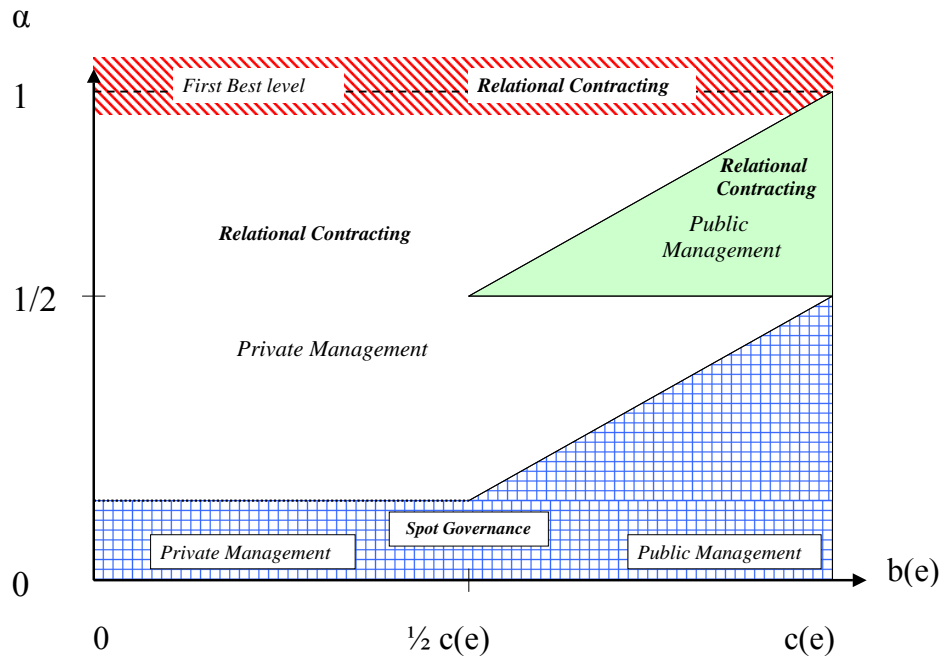 α
1
First Best level
Relational Contracting
Relational
Contracting
Public
Management
Relational Contracting
1/2
Private Management
Spot Governance
Private Management
Public Management
0
b(e)
0
½ c(e)
c(e)